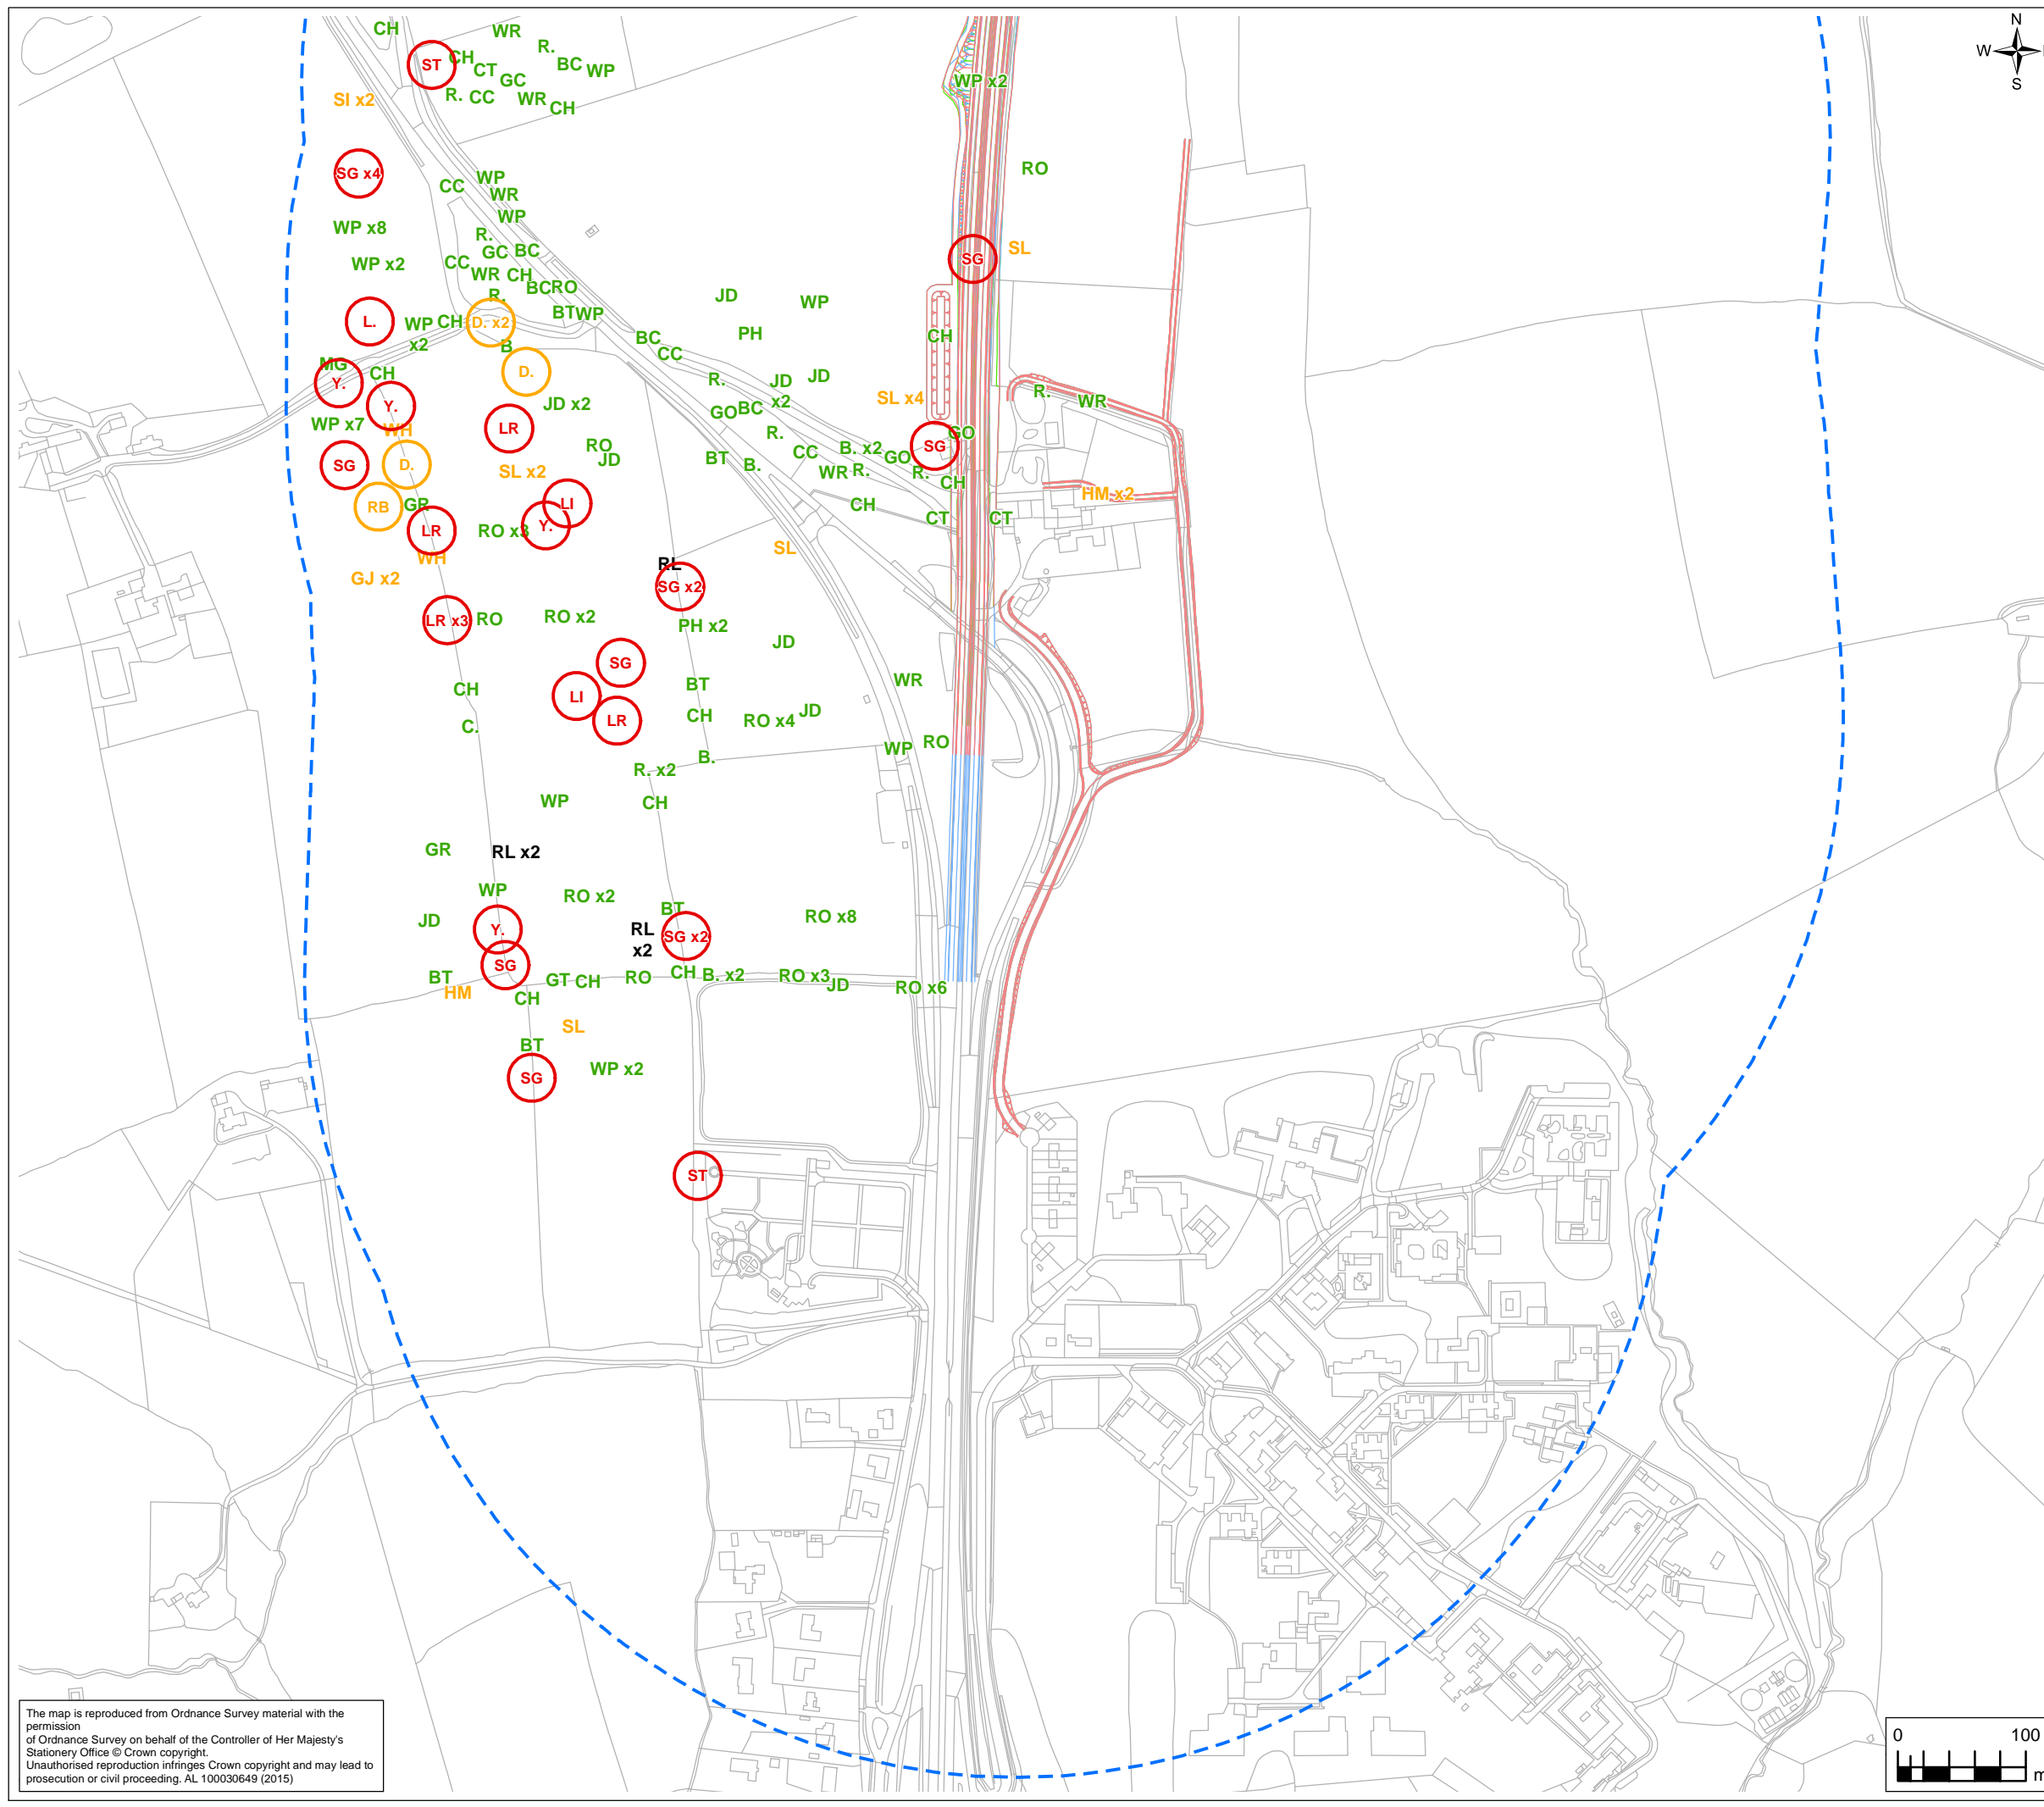 N
W
S
CH
WR
R.
ST
CH
CT
GC
BC
WP
R.
CC
WR
CH
SI x2
WP x2
SG x4
CC
WP
WR
WP
RO
WP x8
WP x2
R.
GC
BC
CC
WR
CH
R.
BC
RO
SG
SL
L.
WP
x2
CH
D. x2
BT
WP
B.
JD
WP
PH
BC
CC
CH
MG
Y.
CH
D.
Y.
JD x2
R.
JD
x2
JD
SL x4
R.
WR
WP x7
WH
LR
RO
JD
GO
BC
R.
GO
SG
SG
D.
SL x2
BT
B.
CC
B. x2
GO
WR
R.
R.
CH
RB
GR
LI
CH
HM x2
LR
RO x3
Y.
CT
CT
WH
SL
GJ x2
RL
SG x2
LR x3
RO
RO x2
PH x2
JD
SG
CH
LI
BT
WR
C.
LR
CH
RO x4
JD
WP
RO
B.
R. x2
WP
CH
GR
RL x2
WP
RO x2
BT
RO x8
JD
Y.
RL
x2
SG x2
SG
BT
HM
GT
CH
RO
CH
B. x2
RO x3
JD
RO x6
CH
SL
BT
SG
WP x2
ST
The map is reproduced from Ordnance Survey material with the
permission
of Ordnance Survey on behalf of the Controller of Her Majesty's
Stationery Office © Crown copyright.
Unauthorised reproduction infringes Crown copyright and may lead to
prosecution or civil proceeding. AL 100030649 (2015)
0 100
m